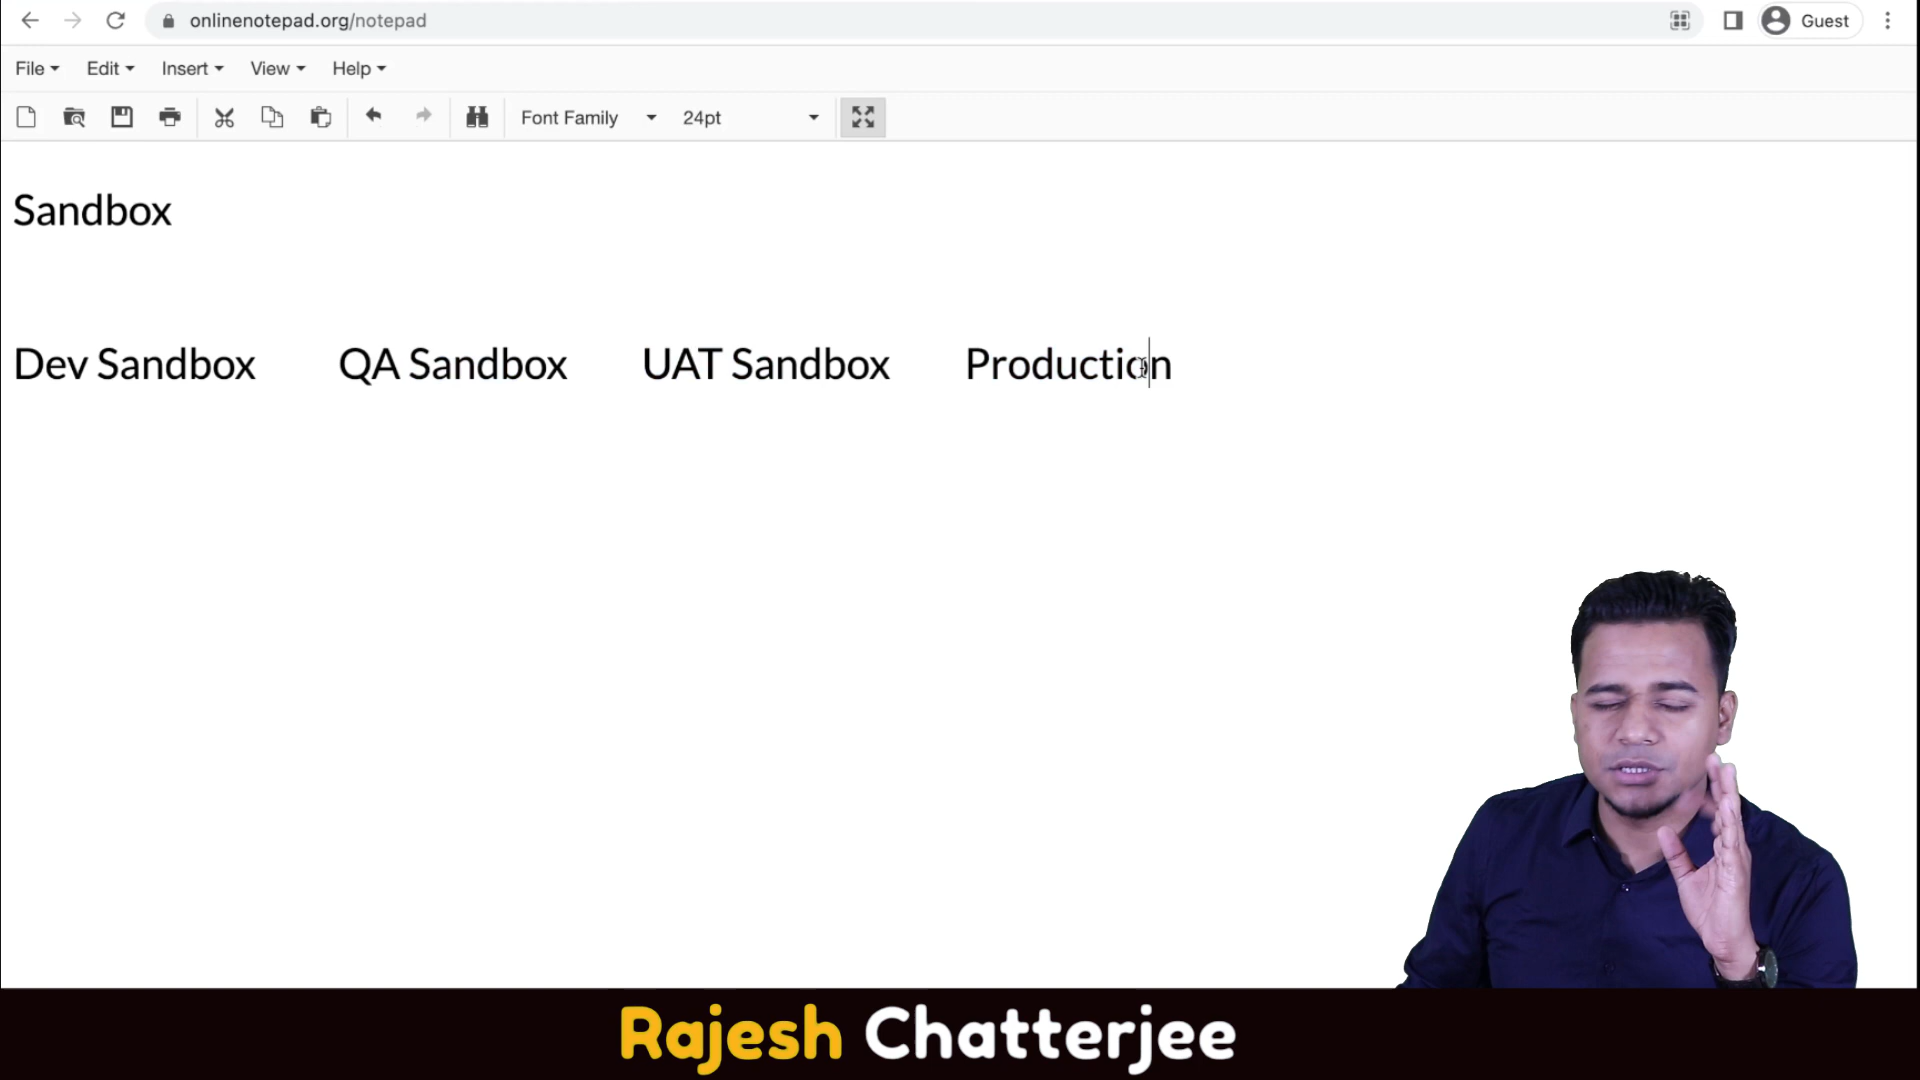 onlinenotepad.org/notepad
Guest
File Edit Insert View Help
Font Family 24pt
Sandbox
Dev Sandbox QA Sandbox UAT Sandbox Production
Rajesh Chatterjee